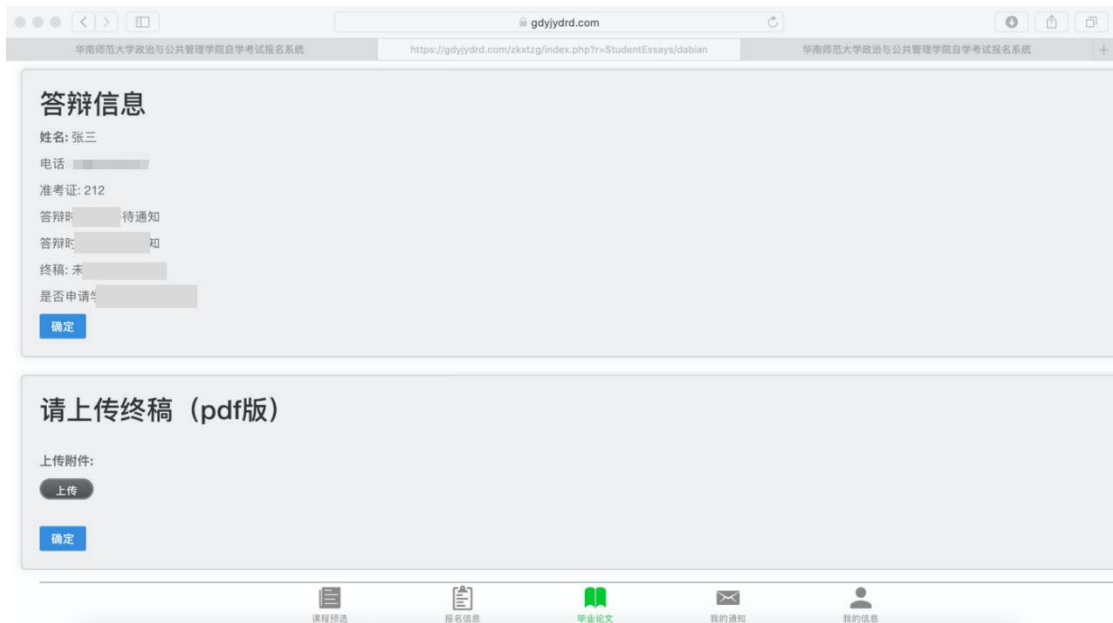 gdyjydrd.com
华南师范大学政治与公共管理学院自学考试报名系统
https://gdyjydrd.com/zkxtzg/index.php?r=StudentEssays/dabian
华南师范大学政治与公共管理学院自学考试报名系统
答辩信息
姓名: 张三
电话
准考证: 212
答辩时 待通知
答辩时 知
终稿: 未
是否申请
确定
请上传终稿（pdf版）
上传附件:
上传
确定
课程预选
报名信息
毕业论文
我的通知
我的信息